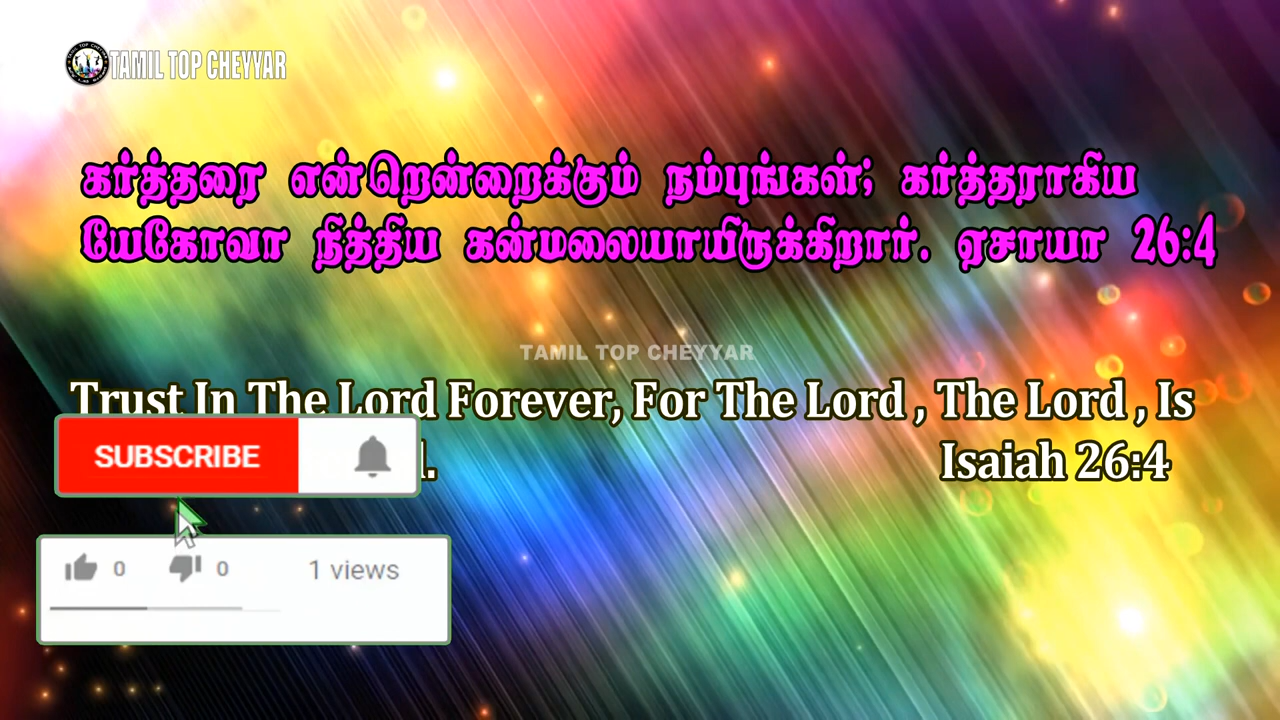 TAMIL TOP CHEYYAR
கர்த்தரை என்றென்றைக்கும் நம்புங்கள்; கர்த்தராகிய
யேகோவா நித்திய கன்மலையாயிருக்கிறார். ஏசாயா 26:4
TAMIL TOP CHEYYAR
Trust In The Lord Forever, For The Lord , The Lord , Is
Isaiah 26:4
SUBSCRIBE
0 0 1 views